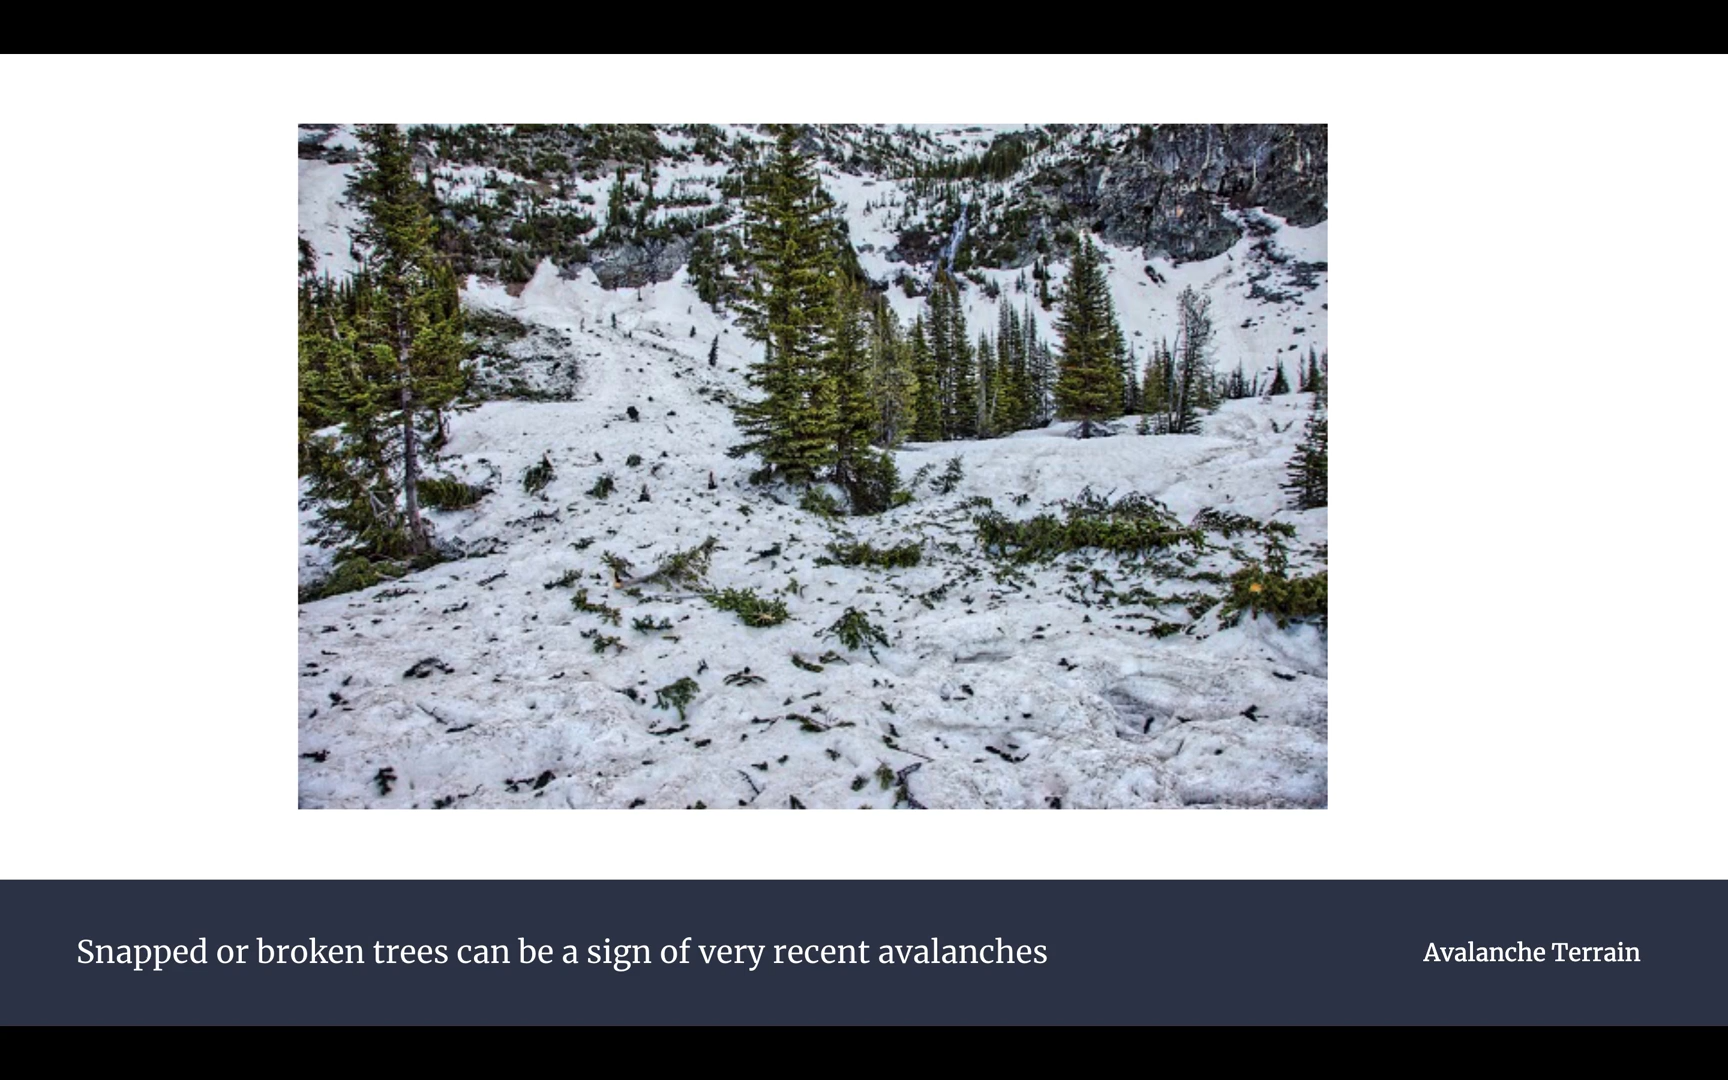 Snapped or broken trees can be a sign of very recent avalanches
Avalanche Terrain